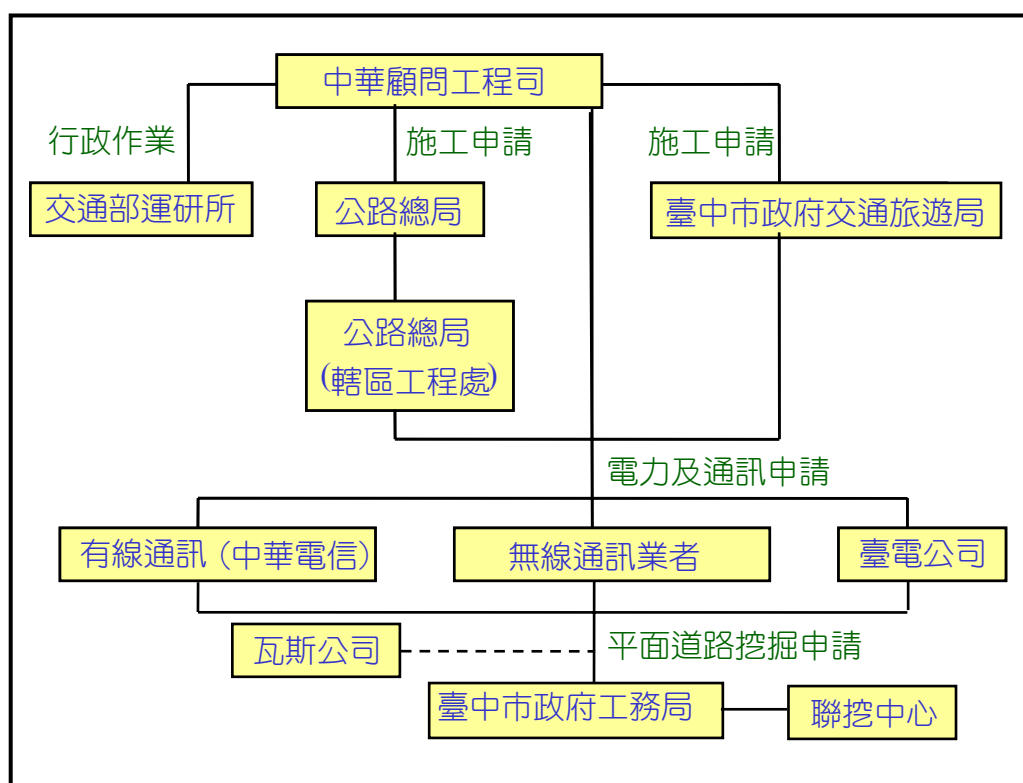 中華顧問工程司
行政作業
施工申請
施工申請
交通部運研所
公路總局
臺中市政府交通旅遊局
公路總局
(轄區工程處)
電力及通訊申請
有線通訊 (中華電信)
無線通訊業者
臺電公司
瓦斯公司
平面道路挖掘申請
臺中市政府工務局
聯挖中心